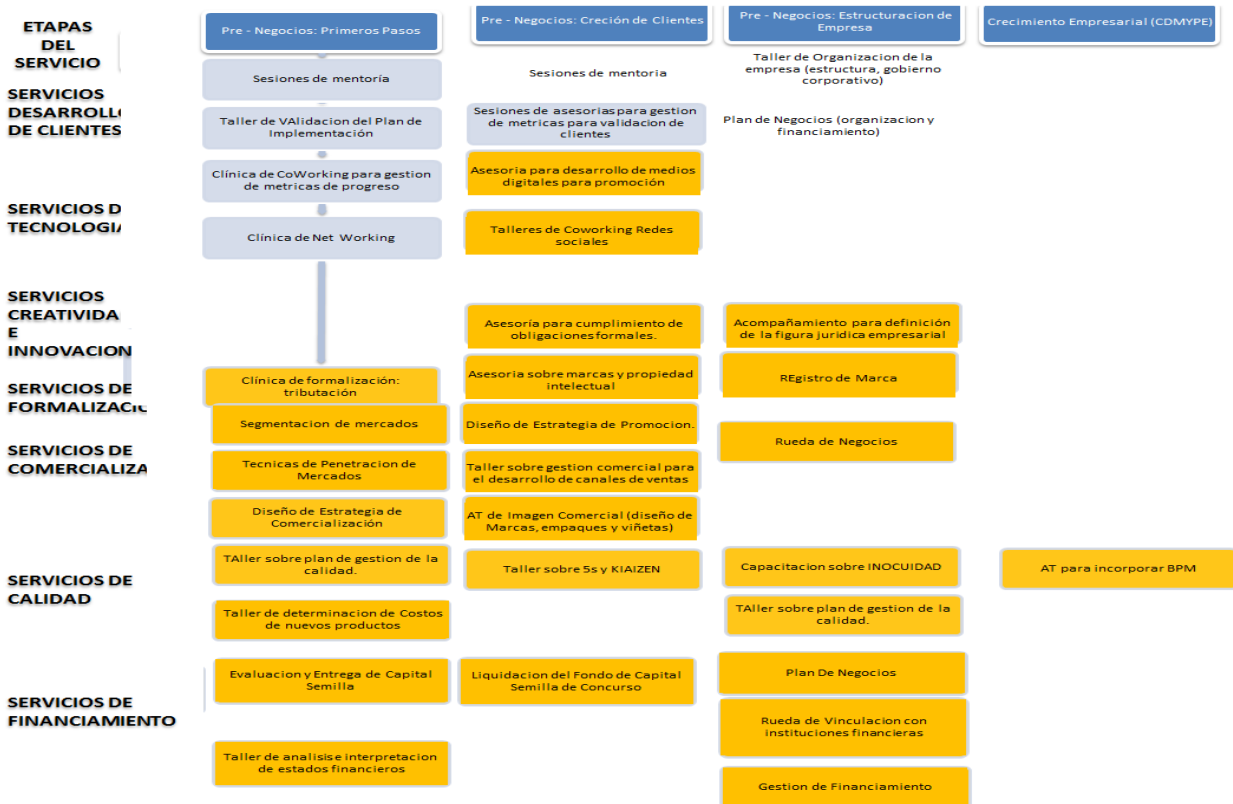 ETAPAS
DEL
SERVICIO
Pre - Negocios: Primeros Pasos
Pre - Negocios: Creción de Clientes
Pre - Negocios: Estructuracion de
Empresa
Crecimiento Empresarial (CDMYPE)
SERVICIOS
DESARROLL
DE CLIENTES
Sesiones de mentoría
Sesiones de mentoria
Taller de Organizacion de la
empresa (estructura, gobierno
corporativo)
Taller de VAlidacion del Plan de
Implementación
Sesiones de asesorias para gestion
de metricas para validacion de
clientes
Plan de Negocios (organizacion y
financiamiento)
Clínica de CoWorking para gestion
de metricas de progreso
Asesoria para desarrollo de medios
digitales para promoción
SERVICIOS D
TECNOLOGIA
Clínica de Net Working
Talleres de Coworking Redes
sociales
SERVICIOS
CREATIVIDA
E
INNOVACION
Asesoría para cumplimiento de
obligaciones formales.
Acompañamiento para definición
de la figura juridica empresarial
SERVICIOS DE
FORMALIZACIO
Clínica de formalización:
tributación
Asesoria sobre marcas y propiedad
intelectual
REgistro de Marca
SERVICIOS DE
COMERCIALIZA
Segmentacion de mercados
Diseño de Estrategia de Promocion.
Rueda de Negocios
Tecnicas de Penetracion de
Mercados
Taller sobre gestion comercial para
el desarrollo de canales de ventas
Diseño de Estrategia de
Comercialización
AT de Imagen Comercial (diseño de
Marcas, empaques y viñetas)
SERVICIOS DE
CALIDAD
TAller sobre plan de gestion de la
calidad.
Taller sobre 5s y KIAIZEN
Capacitacion sobre INOCUIDAD
AT para incorporar BPM
Taller de determinacion de Costos
de nuevos productos
TAller sobre plan de gestion de la
calidad.
SERVICIOS DE
FINANCIAMIENTO
Evaluacion y Entrega de Capital
Semilla
Liquidacion del Fondo de Capital
Semilla de Concurso
Plan De Negocios
Rueda de Vinculacion con
instituciones financieras
Taller de analisis e interpretacion
de estados financieros
Gestion de Financiamiento